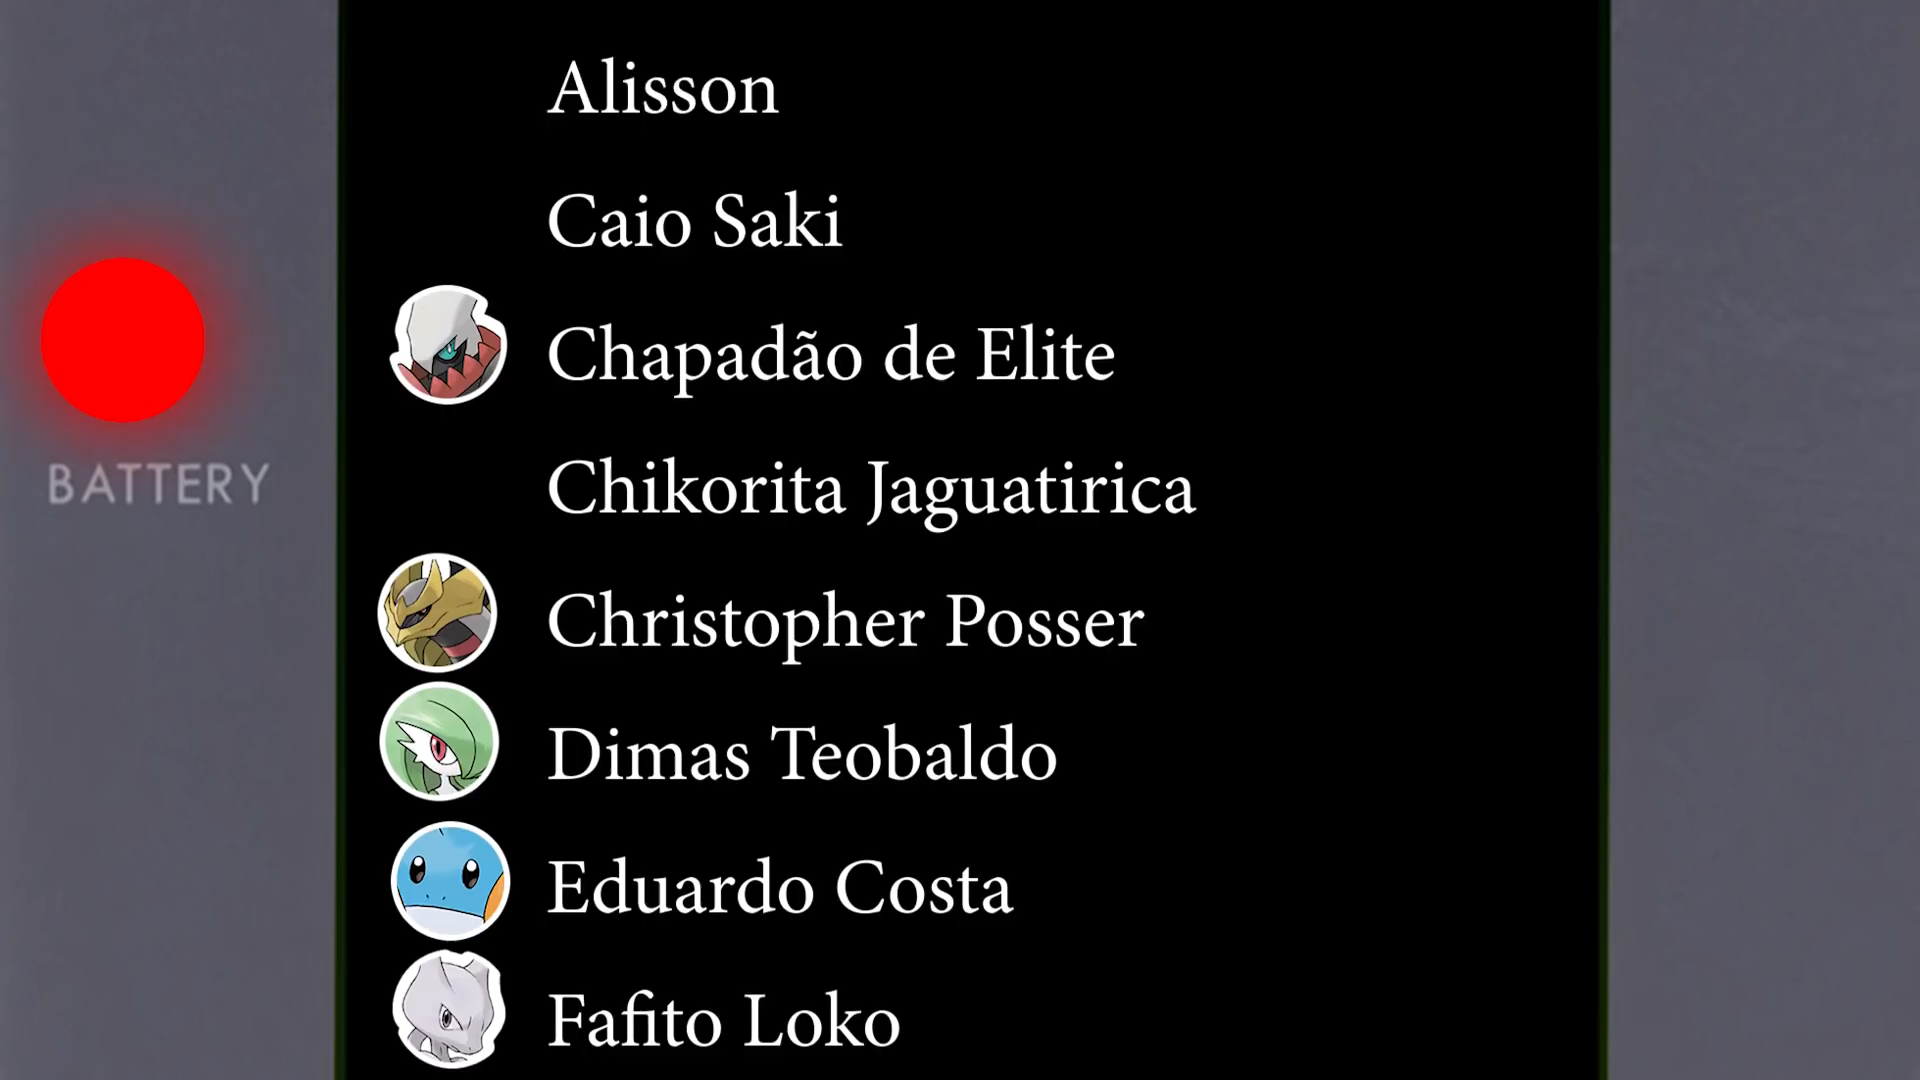 Alisson
Caio Saki
Chapadão de Elite
BATTERY
Chikorita Jaguatirica
Christopher Posser
Dimas Teobaldo
Eduardo Costa
Fafito Loko